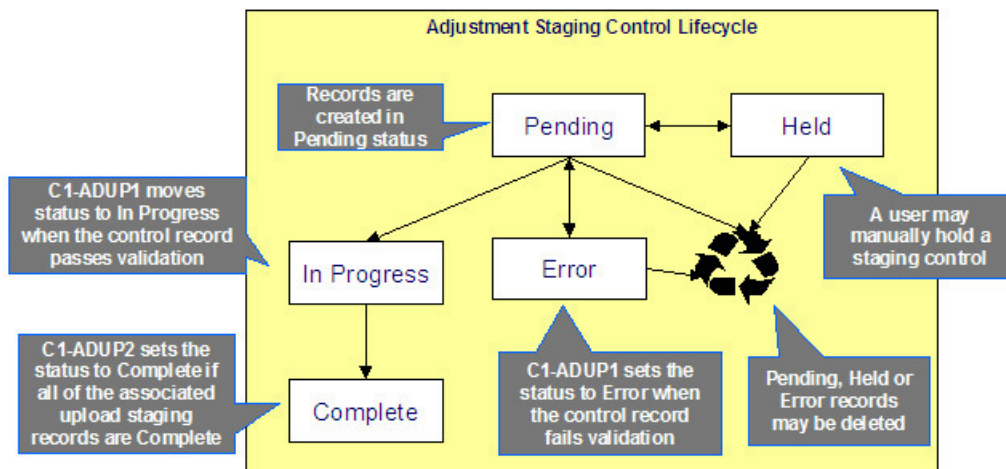 Adjustment Staging Control Lifecycle
Records are
created in
Pending status
Pending
Held
C1-ADUP1 moves
status to In Progress
when the control record
passes validation
A user may
manually hold a
staging control
In Progress
Error
C1-ADUP2 sets the
status to Complete if
all of the associated
upload staging
records are Complete
Complete
C1-ADUP1 sets the
status to Error when
the control record
fails validation
Pending, Held or
Error records
may be deleted